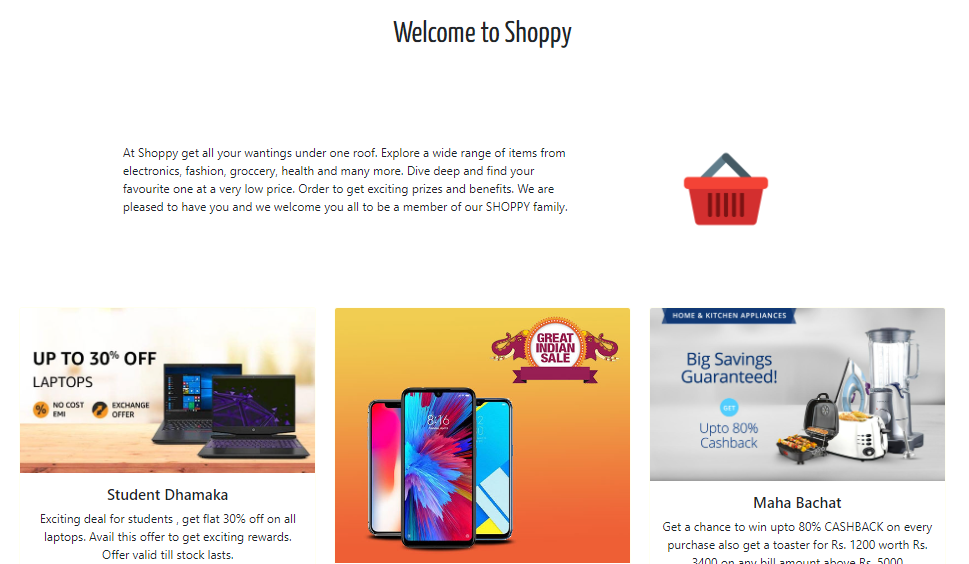 Welcome to Shoppy
At Shoppy get all your wantings under one roof. Explore a wide range of items from
electronics, fashion, groccery, health and many more. Dive deep and find your
favourite one at a very low price. Order to get exciting prizes and benefits. We are
pleased to have you and we welcome you all to be a member of our SHOPPY family.
UP TO 30% OFF
LAPTOPS
NO COST
EMI
EXCHANGE
OFFER
Student Dhamaka
Exciting deal for students , get flat 30% off on all
laptops. Avail this offer to get exciting rewards.
Offer valid till stock lasts.
GREAT
INDIAN
SALE
8:16
HOME & KITCHEN APPLIANCES
Big Savings
Guaranteed!
GET
Upto 80%
Cashback
Maha Bachat
Get a chance to win upto 80% CASHBACK on every
purchase also get a toaster for Rs. 1200 worth Rs.
3400 on any bill amount above Rs. 5000